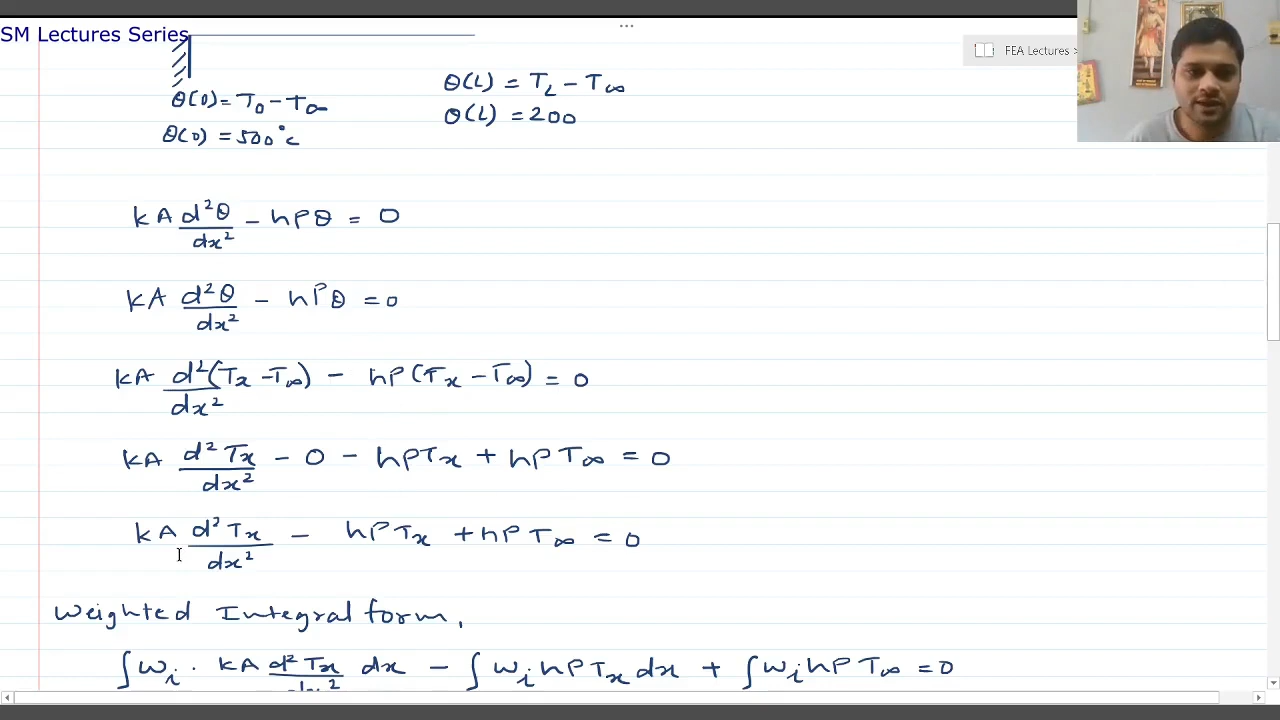 SM Lectures Series
FEA Lectures >
θ(0) = T₀ - T∞
θ(0) = 500°C
θ(L) = T_L - T∞
θ(L) = 200
kA d²θ/dx² - hPθ = 0
kA d²θ/dx² - hPθ = 0
kA d²(Tx - T∞)/dx² - hP(Tx - T∞) = 0
kA d²Tx/dx² - 0 - hPTx + hPT∞ = 0
kA d²Tx/dx² - hPTx + hPT∞ = 0
Weighted Integral form,
∫Wi · kA d²Tx/dx² dx - ∫Wi hPTx dx + ∫Wi hPT∞ = 0